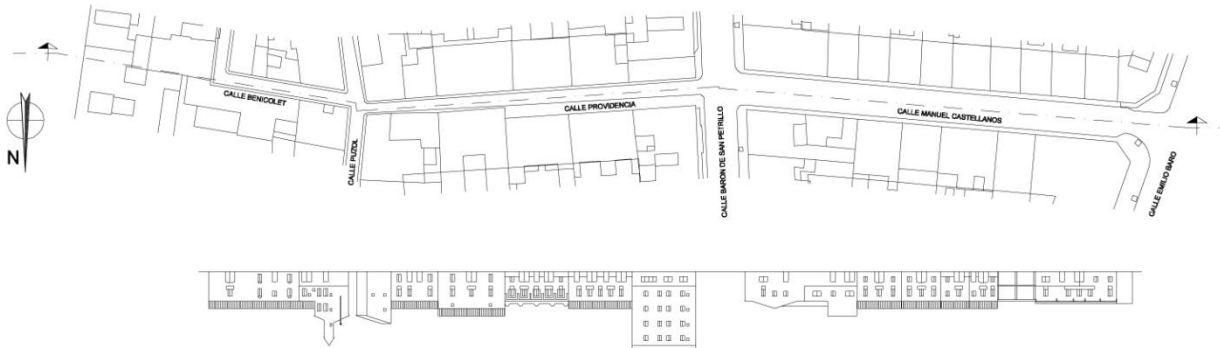 CALLE BENICOLET
CALLE PROVIDENCIA
CALLE MANUEL CASTELLANOS
N
CALLE PUZOL
CALLE BARON DE SAN PETRILLO
CALLE EMILIO BARO